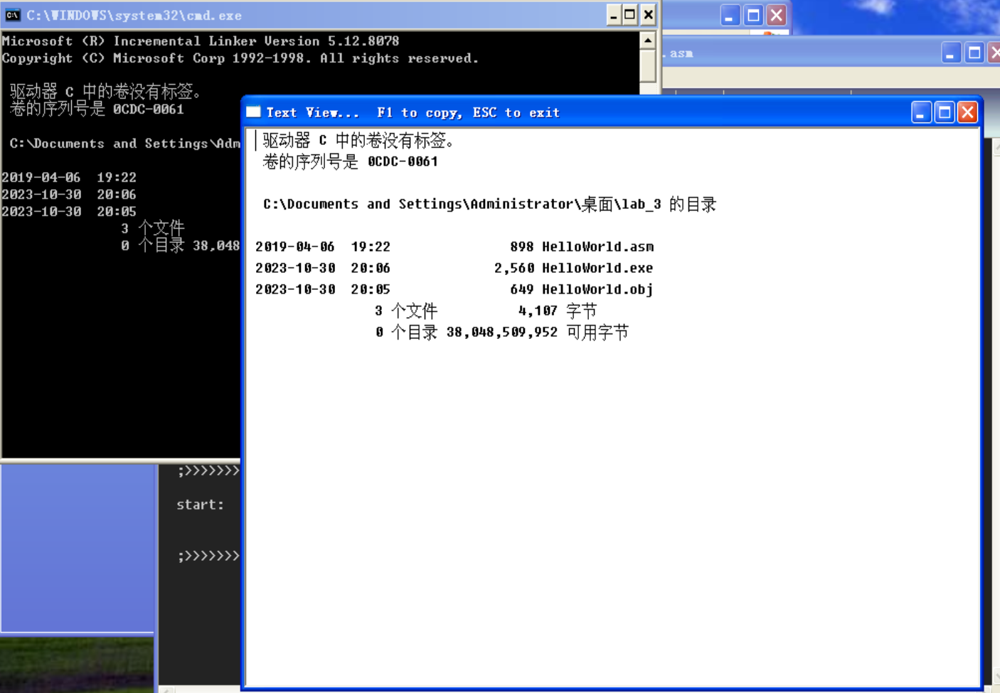 C:\WINDOWS\system32\cmd.exe
Microsoft (R) Incremental Linker Version 5.12.8078
Copyright (C) Microsoft Corp 1992-1998. All rights reserved.
驱动器 C 中的卷没有标签。
卷的序列号是 0CDC-0061
C:\Documents and Settings\Adm
2019-04-06 19:22
2023-10-30 20:06
2023-10-30 20:05
3 个文件
0 个目录 38,048
.asm
Text View... F1 to copy, ESC to exit
驱动器 C 中的卷没有标签。
卷的序列号是 0CDC-0061
C:\Documents and Settings\Administrator\桌面\lab_3 的目录
2019-04-06 19:22 898 HelloWorld.asm
2023-10-30 20:06 2,560 HelloWorld.exe
2023-10-30 20:05 649 HelloWorld.obj
3 个文件 4,107 字节
0 个目录 38,048,509,952 可用字节
;>>>>>>>
start:
;>>>>>>>